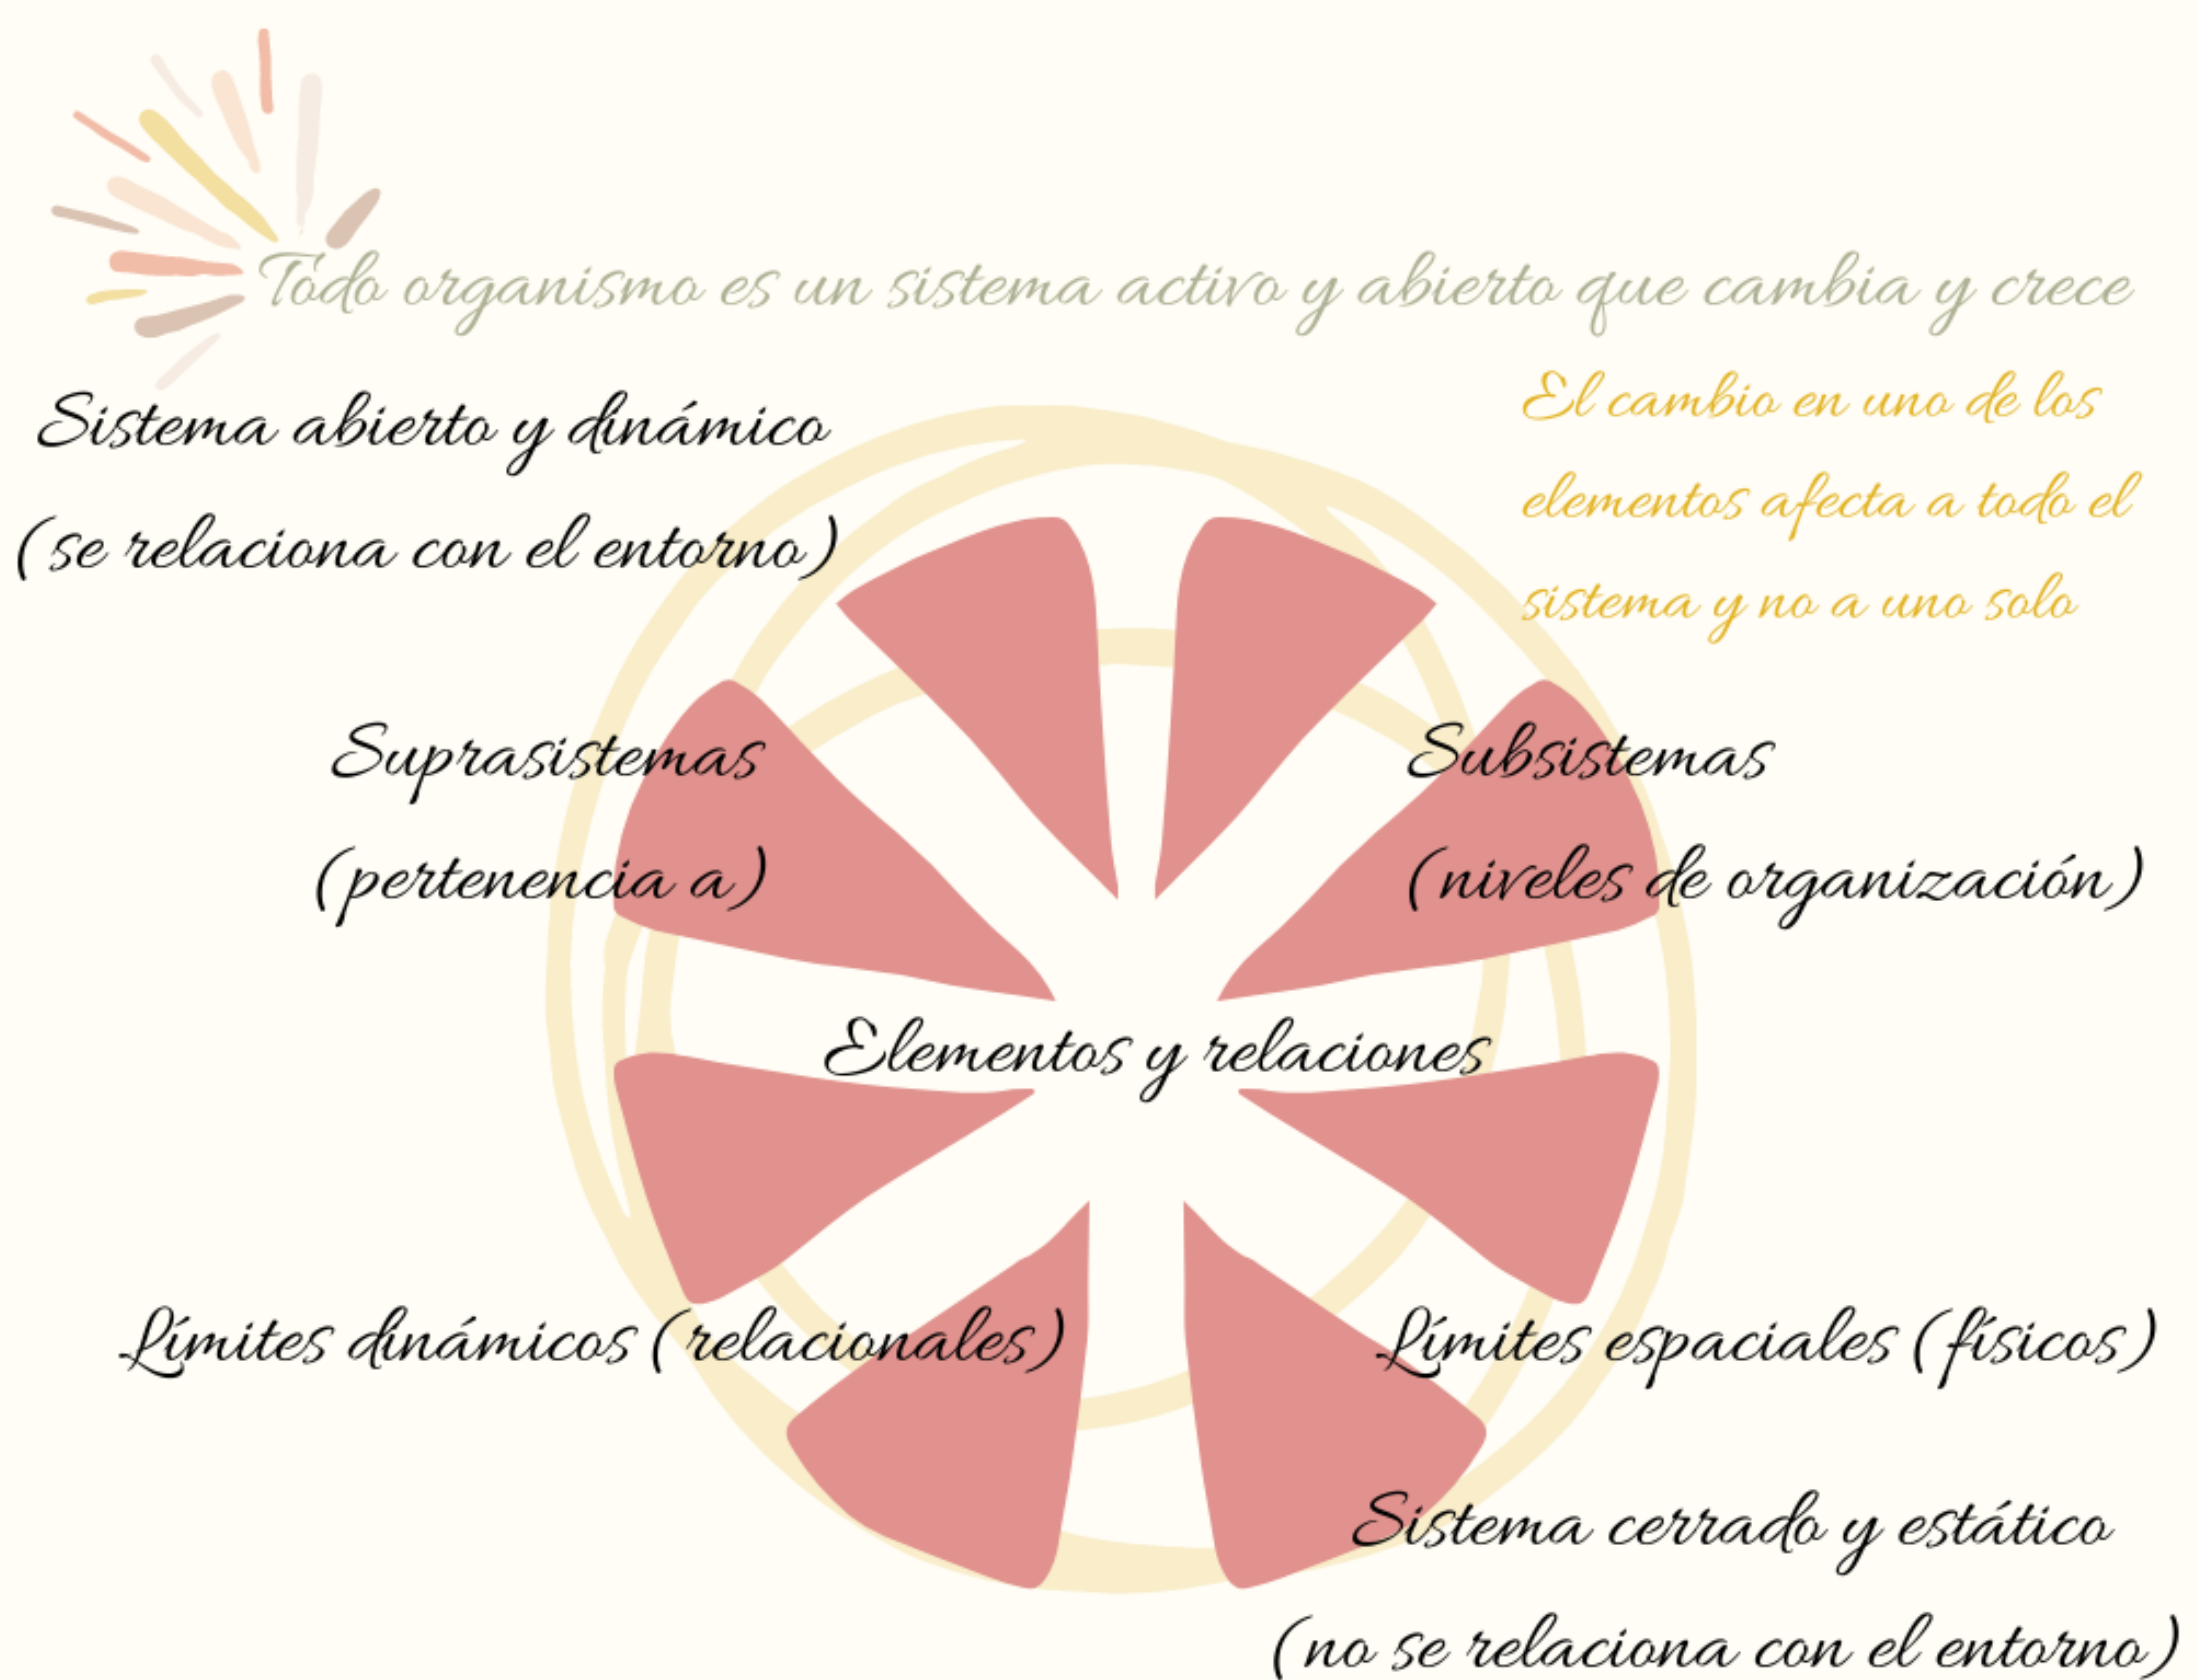 Todo organismo es un sistema activo y abierto que cambia y crece
Sistema abierto y dinámico
(se relaciona con el entorno)
El cambio en uno de los
elementos afecta a todo el
sistema y no a uno solo
Suprasistemas
(pertenencia a)
Subsistemas
(niveles de organización)
Elementos y relaciones
Límites dinámicos (relacionales)
Límites espaciales (físicos)
Sistema cerrado y estático
(no se relaciona con el entorno)